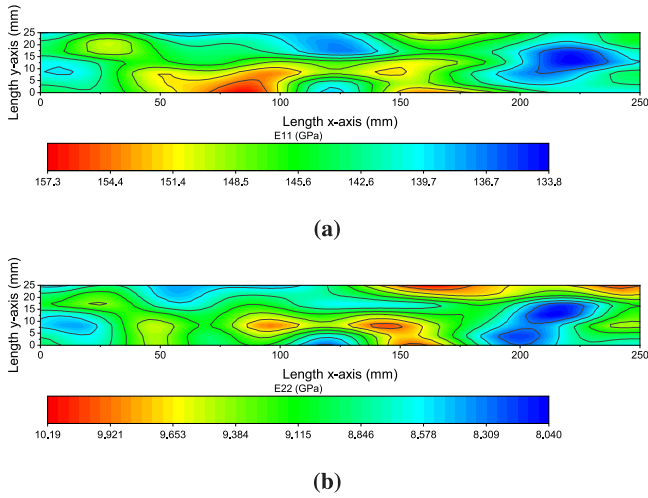 Length y-axis (mm)
25
20
15
10
5
0
0 50 100 150 200 250
Length x-axis (mm)
E11 (GPa)
157.3 154.4 151.4 148.5 145.6 142.6 139.7 136.7 133.8
(a)
Length y-axis (mm)
25
20
15
10
5
0
0 50 100 150 200 250
Length x-axis (mm)
E22 (GPa)
10.19 9.921 9.653 9.384 9.115 8.846 8.578 8.309 8.040
(b)